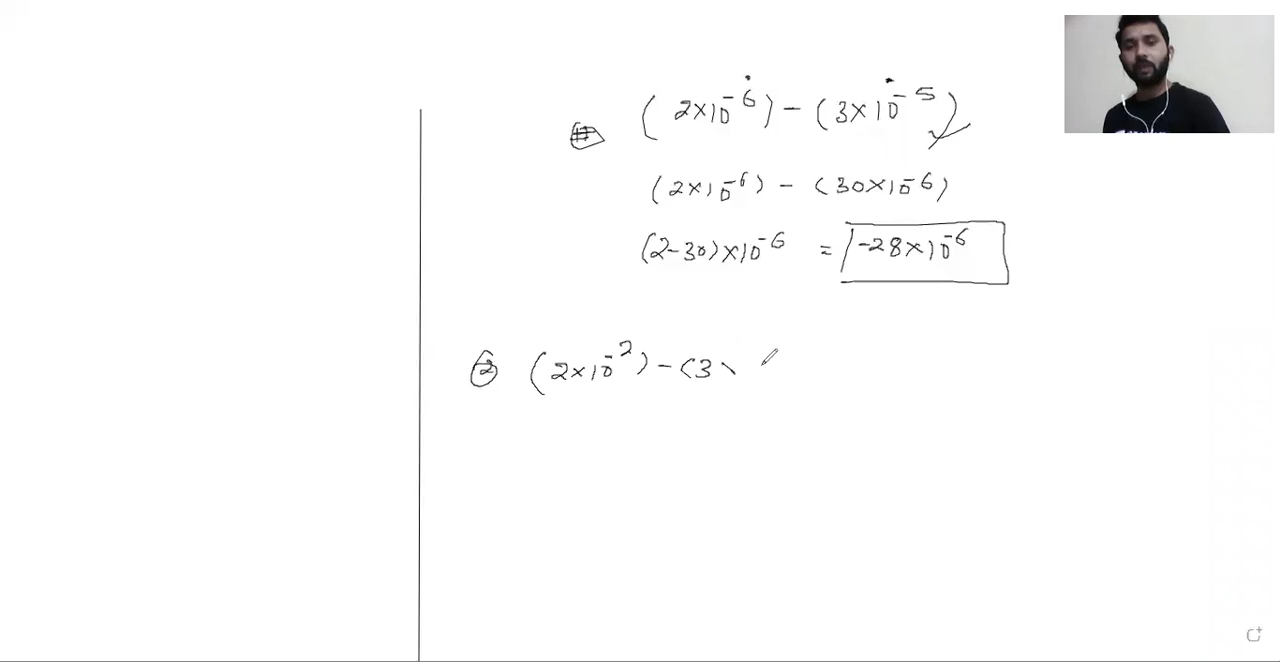 (2×10⁻⁶) - (3×10⁻⁵)
(2×10⁻⁶) - (30×10⁻⁶)
(2-30)×10⁻⁶ = -28×10⁻⁶
② (2×10⁻²) - (3